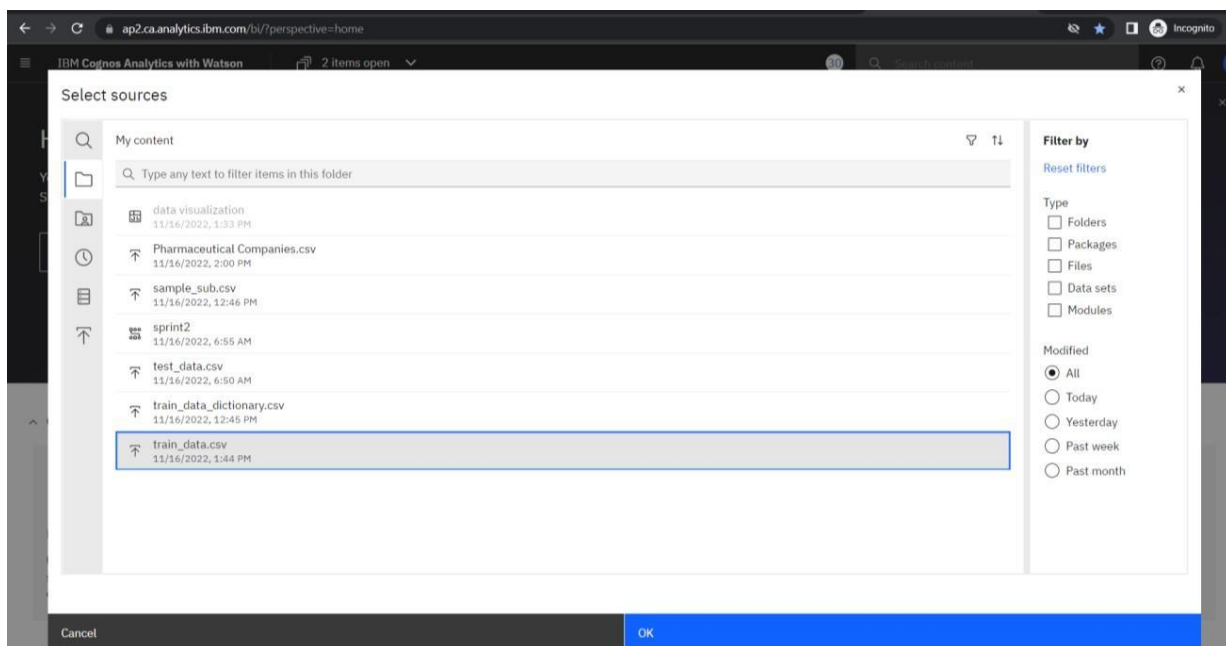 ap2.ca.analytics.ibm.com/bi/?perspective=home
Incognito
IBM Cognos Analytics with Watson
2 items open
30
Search content
Select sources
My content
Type any text to filter items in this folder
data visualization
11/16/2022, 1:33 PM
Pharmaceutical Companies.csv
11/16/2022, 2:00 PM
sample_sub.csv
11/16/2022, 12:46 PM
sprint2
11/16/2022, 6:55 AM
test_data.csv
11/16/2022, 6:50 AM
train_data_dictionary.csv
11/16/2022, 12:45 PM
train_data.csv
11/16/2022, 1:44 PM
Filter by
Reset filters
Type
Folders
Packages
Files
Data sets
Modules
Modified
All
Today
Yesterday
Past week
Past month
Cancel
OK